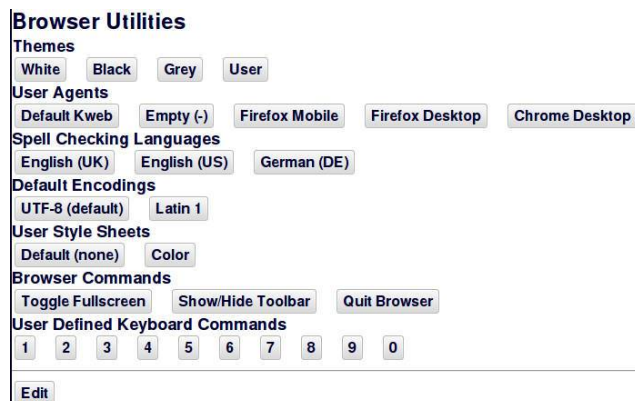 Browser Utilities
Themes
White Black Grey User
User Agents
Default Kweb Empty (-) Firefox Mobile Firefox Desktop Chrome Desktop
Spell Checking Languages
English (UK) English (US) German (DE)
Default Encodings
UTF-8 (default) Latin 1
User Style Sheets
Default (none) Color
Browser Commands
Toggle Fullscreen Show/Hide Toolbar Quit Browser
User Defined Keyboard Commands
1 2 3 4 5 6 7 8 9 0
Edit